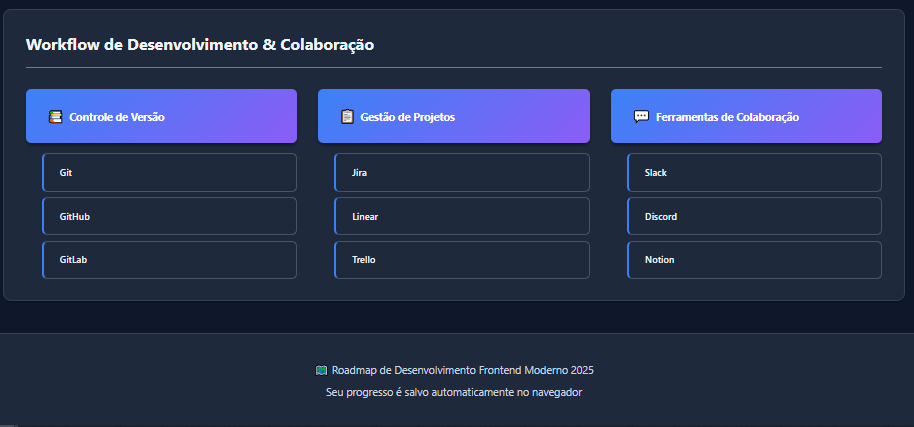 Workflow de Desenvolvimento & Colaboração
Controle de Versão
Git
GitHub
GitLab
Gestão de Projetos
Jira
Linear
Trello
Ferramentas de Colaboração
Slack
Discord
Notion
Roadmap de Desenvolvimento Frontend Moderno 2025
Seu progresso é salvo automaticamente no navegador